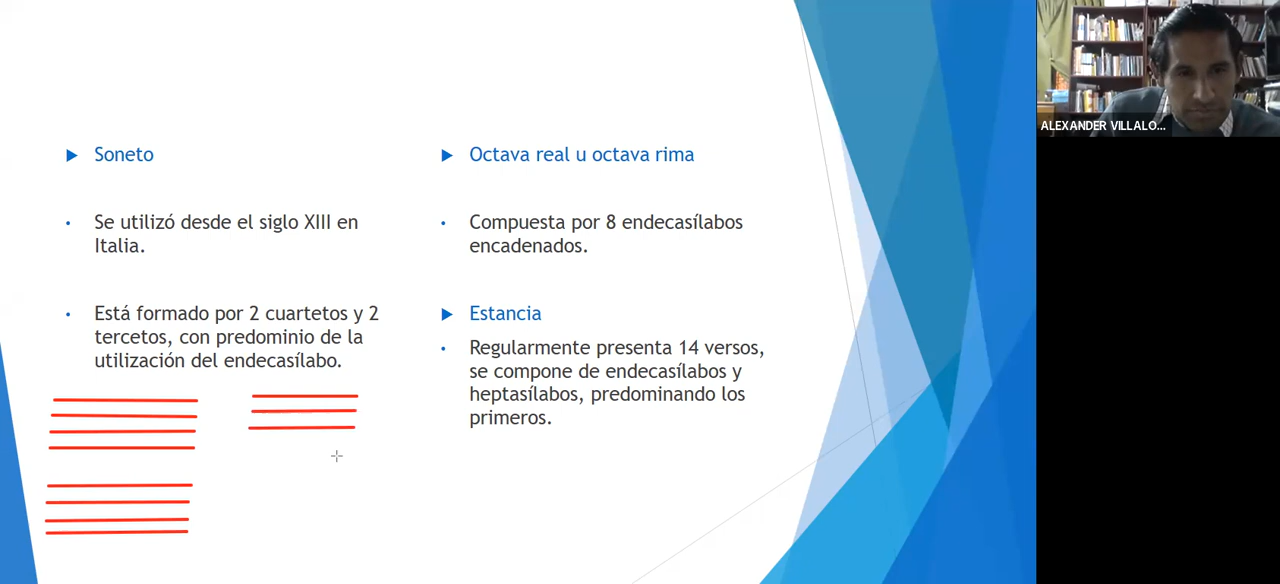 Soneto
Se utilizó desde el siglo XIII en
Italia.
Está formado por 2 cuartetos y 2
tercetos, con predominio de la
utilización del endecasílabo.
Octava real u octava rima
Compuesta por 8 endecasílabos
encadenados.
Estancia
Regularmente presenta 14 versos,
se compone de endecasílabos y
heptasílabos, predominando los
primeros.
ALEXANDER VILLALO...